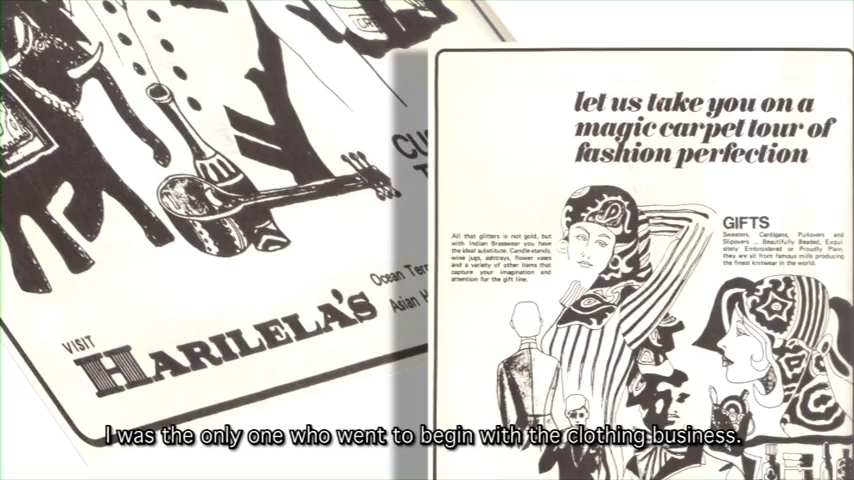 VISIT
HARILELA'S
Ocean
Asian
let us take you on a
magic carpet tour of
fashion perfection
All that glitters is not gold, but
with Indian Brassware you have
the ideal substitute. Candle-stands,
wine jugs, ashtrays, flower vases
and a variety of other items that
capture your imagination and
attention for the gift line.
GIFTS
Sweaters, Cardigans, Pullovers and
Slipovers ... Beautifully Beaded, Exqui-
sitely Embroidered or Proudly Plain,
they are all from famous mills producing
the finest knitwear in the world.
I was the only one who went to begin with the clothing business.